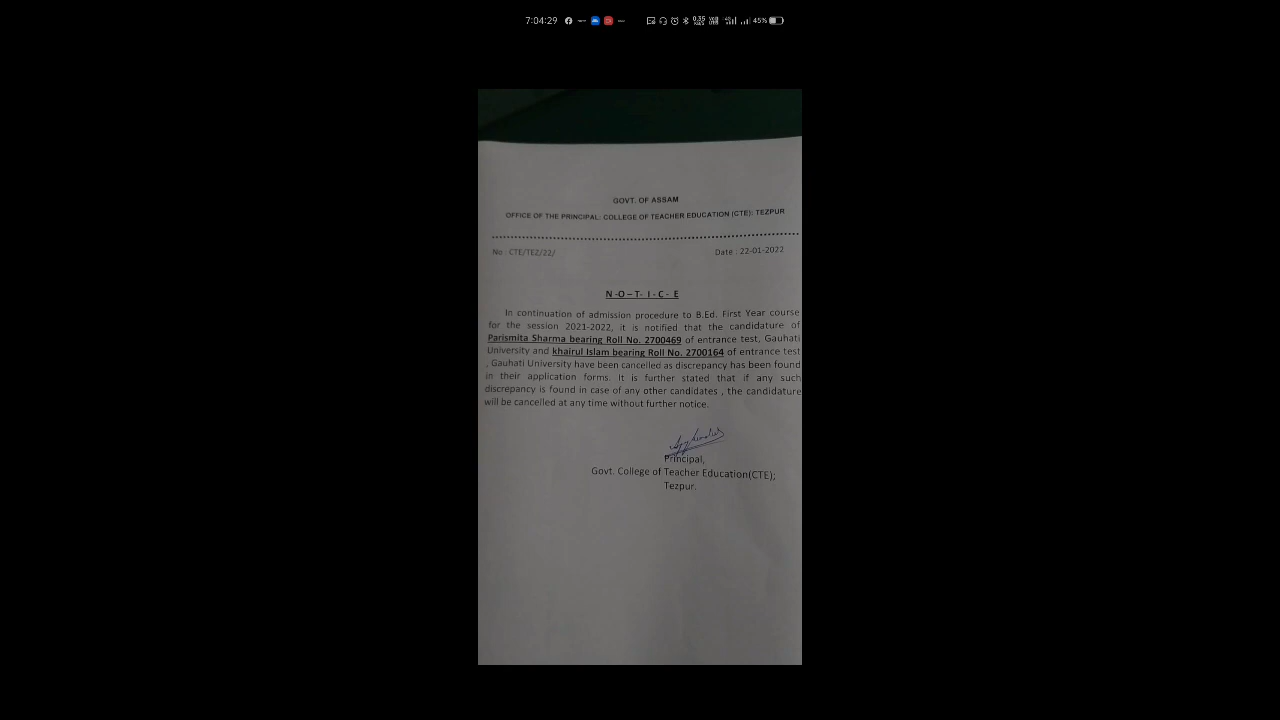 7:04:29
45%
GOVT. OF ASSAM
OFFICE OF THE PRINCIPAL: COLLEGE OF TEACHER EDUCATION (CTE): TEZPUR
No : CTE/TEZ/22/
Date : 22-01-2022
N -O – T- I - C - E
In continuation of admission procedure to B.Ed. First Year course
for the session 2021-2022, it is notified that the candidature of
Parismita Sharma bearing Roll No. 2700469 of entrance test, Gauhati
University and khairul Islam bearing Roll No. 2700164 of entrance test
, Gauhati University have been cancelled as discrepancy has been found
in their application forms. It is further stated that if any such
discrepancy is found in case of any other candidates , the candidature
will be cancelled at any time without further notice.
Principal,
Govt. College of Teacher Education(CTE);
Tezpur.